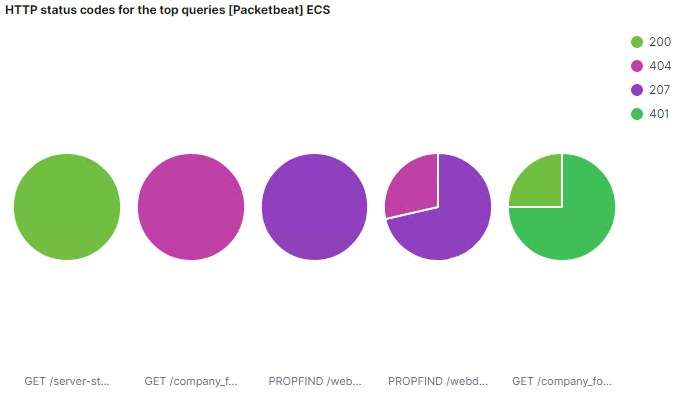 HTTP status codes for the top queries [Packetbeat] ECS
200
404
207
401
GET /server-st...
GET /company_f...
PROPFIND /web...
PROPFIND /webd...
GET /company_fo...